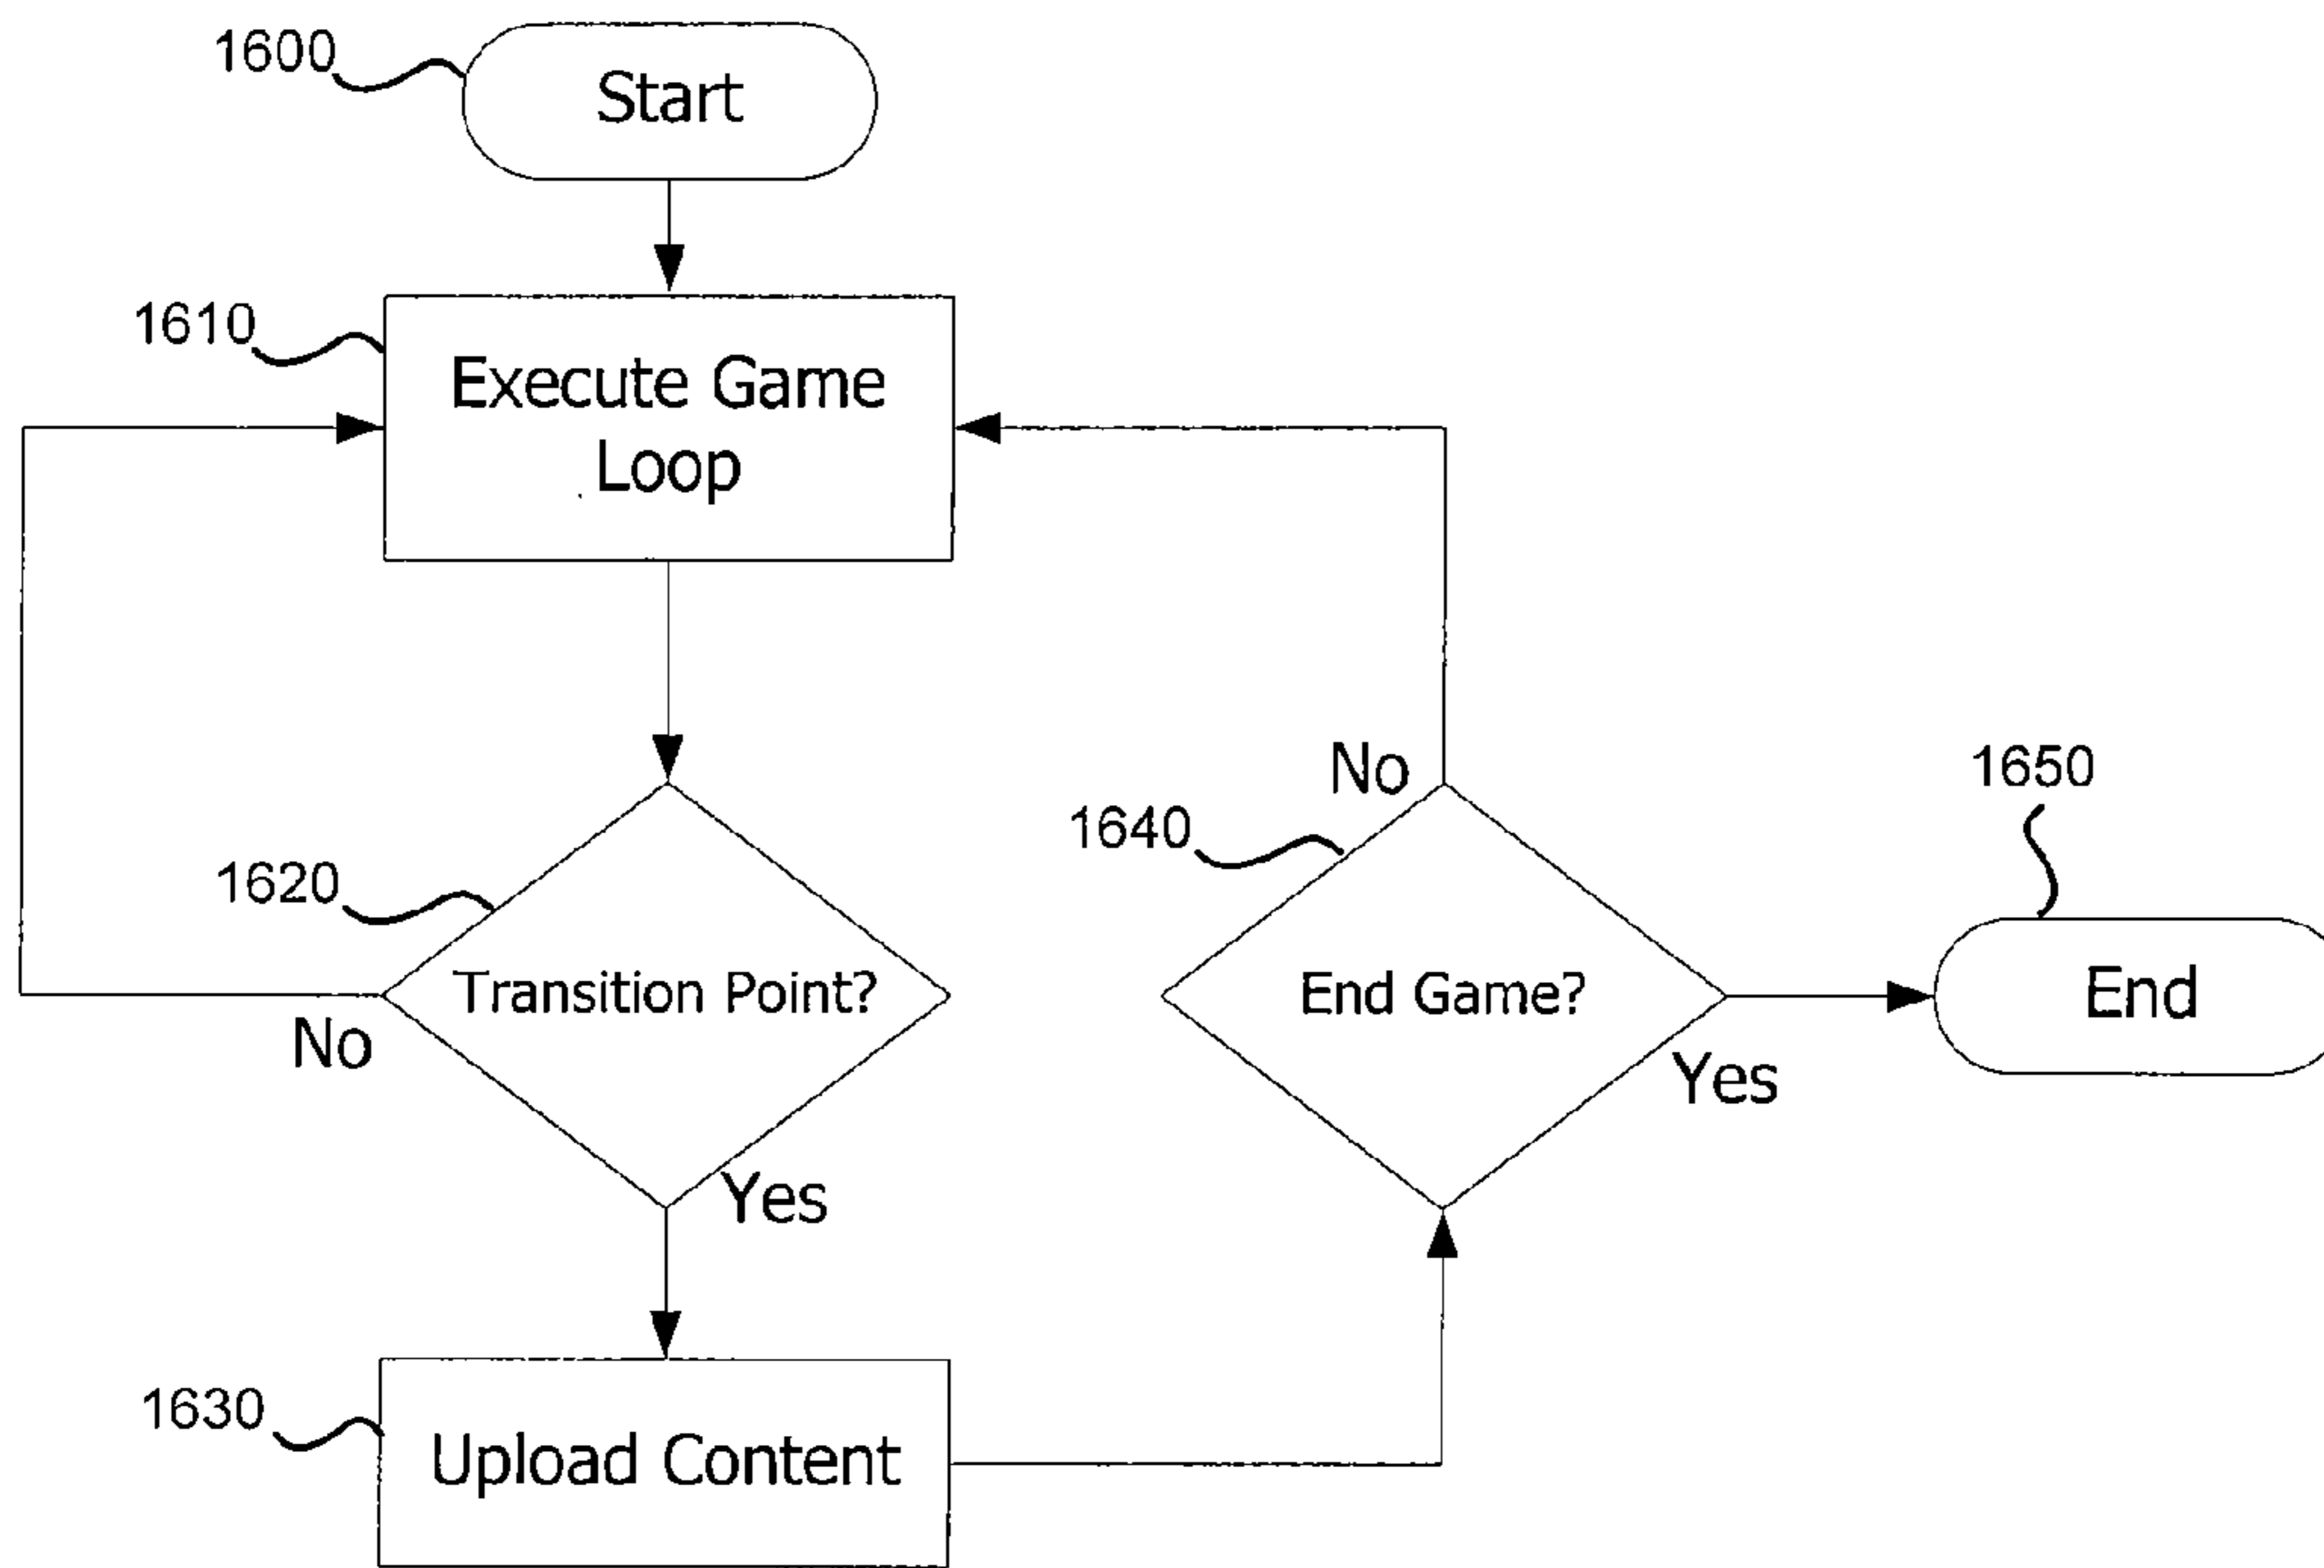 1600
Start
1610
Execute Game
Loop
1620
Transition Point?
No
Yes
1630
Upload Content
1640
No
End Game?
Yes
1650
End